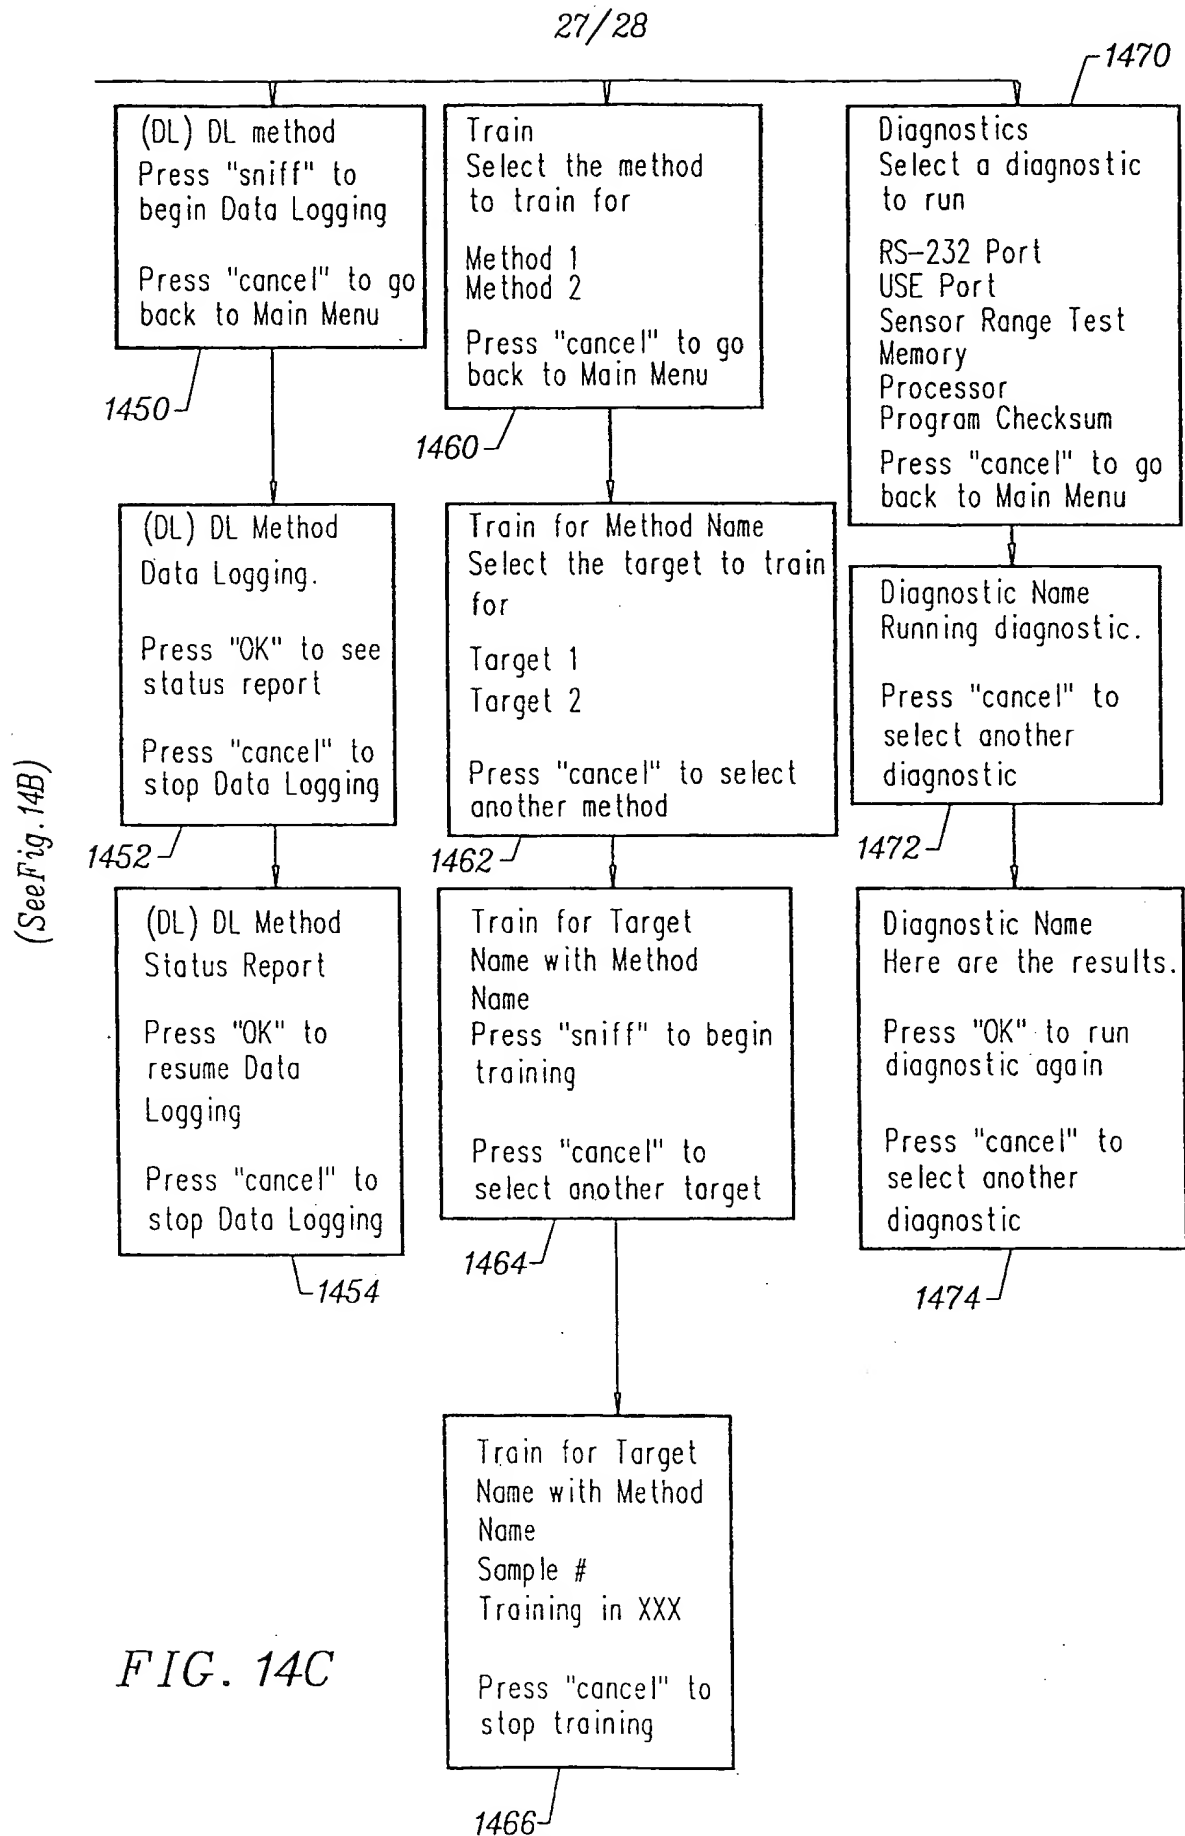 27/28
1470
(DL) DL method
Press "sniff" to
begin Data Logging
Press "cancel" to go
back to Main Menu
1450
(DL) DL Method
Data Logging.
Press "OK" to see
status report
Press "cancel" to
stop Data Logging
1452
(DL) DL Method
Status Report
Press "OK" to
resume Data
Logging
Press "cancel" to
stop Data Logging
1454
Train
Select the method
to train for
Method 1
Method 2
Press "cancel" to go
back to Main Menu
1460
Train for Method Name
Select the target to train
for
Target 1
Target 2
Press "cancel" to select
another method
1462
Train for Target
Name with Method
Name
Press "sniff" to begin
training
Press "cancel" to
select another target
1464
Train for Target
Name with Method
Name
Sample #
Training in XXX
Press "cancel" to
stop training
1466
Diagnostics
Select a diagnostic
to run
RS-232 Port
USE Port
Sensor Range Test
Memory
Processor
Program Checksum
Press "cancel" to go
back to Main Menu
Diagnostic Name
Running diagnostic.
Press "cancel" to
select another
diagnostic
1472
Diagnostic Name
Here are the results.
Press "OK" to run
diagnostic again
Press "cancel" to
select another
diagnostic
1474
(See Fig. 14B)
FIG. 14C